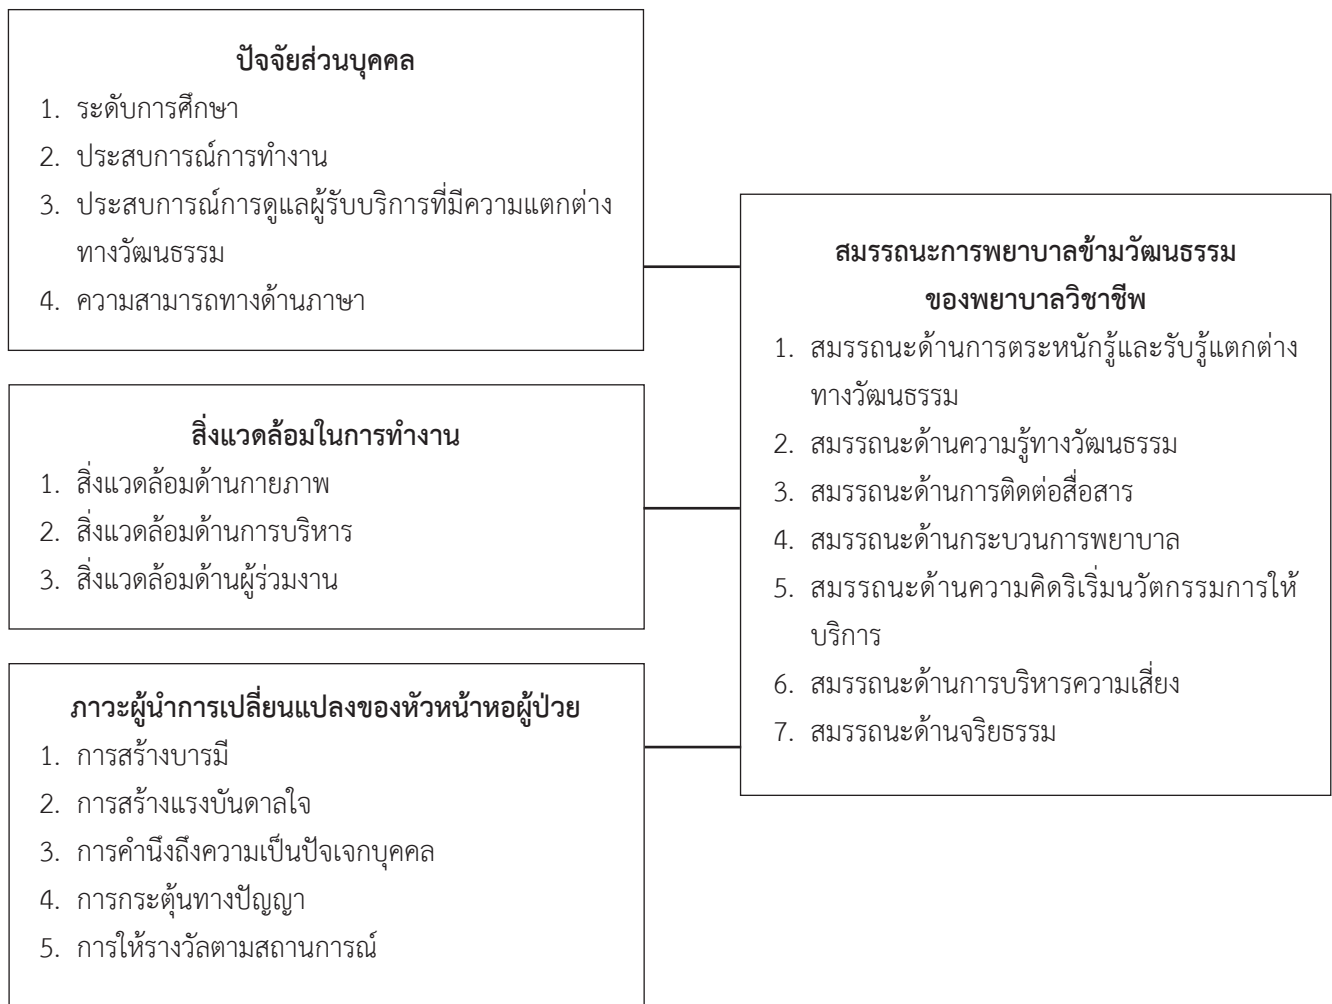 ปัจจัยส่วนบุคคล
1. ระดับการศึกษา
2. ประสบการณ์การทำงาน
3. ประสบการณ์การดูแลผู้รับบริการที่มีความแตกต่าง
ทางวัฒนธรรม
4. ความสามารถทางด้านภาษา
สิ่งแวดล้อมในการทำงาน
1. สิ่งแวดล้อมด้านกายภาพ
2. สิ่งแวดล้อมด้านการบริหาร
3. สิ่งแวดล้อมด้านผู้ร่วมงาน
ภาวะผู้นำการเปลี่ยนแปลงของหัวหน้าหอผู้ป่วย
1. การสร้างบารมี
2. การสร้างแรงบันดาลใจ
3. การคำนึงถึงความเป็นปัจเจกบุคคล
4. การกระตุ้นทางปัญญา
5. การให้รางวัลตามสถานการณ์
สมรรถนะการพยาบาลข้ามวัฒนธรรม
ของพยาบาลวิชาชีพ
1. สมรรถนะด้านการตระหนักรู้และรับรู้แตกต่าง
ทางวัฒนธรรม
2. สมรรถนะด้านความรู้ทางวัฒนธรรม
3. สมรรถนะด้านการติดต่อสื่อสาร
4. สมรรถนะด้านกระบวนการพยาบาล
5. สมรรถนะด้านความคิดริเริ่มนวัตกรรมการให้
บริการ
6. สมรรถนะด้านการบริหารความเสี่ยง
7. สมรรถนะด้านจริยธรรม